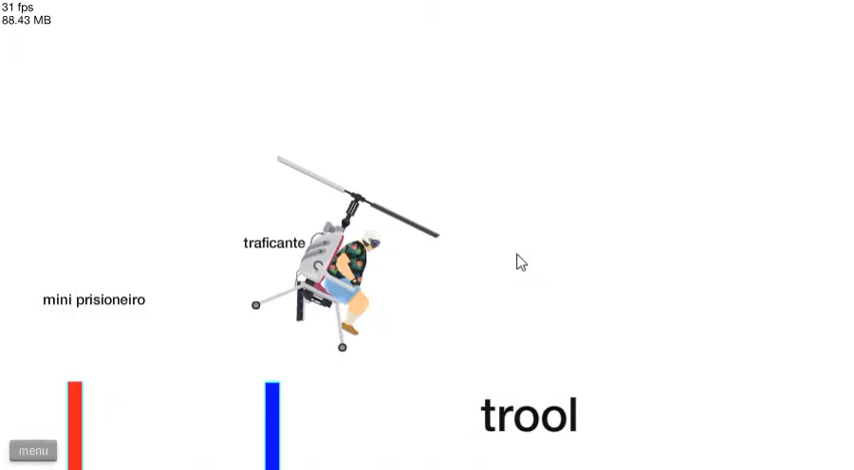 31 fps
88.43 MB
traficante
mini prisioneiro
trool
menu